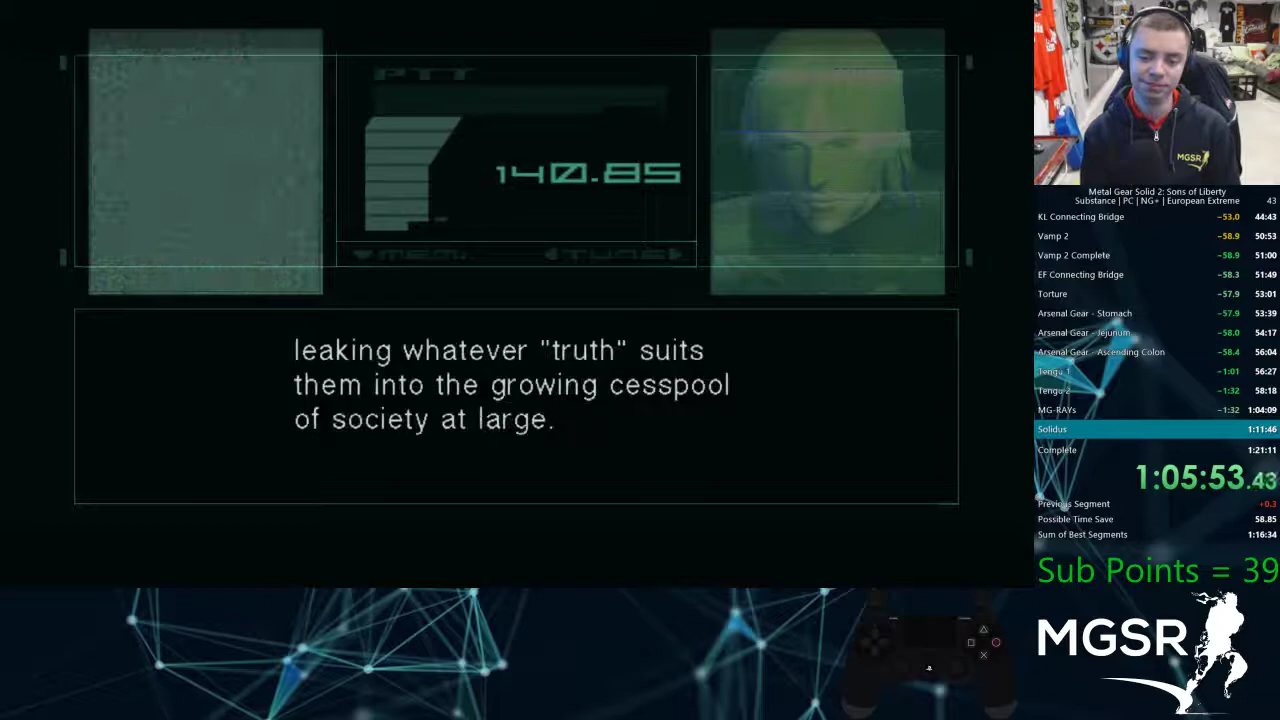 PTT
140.85
MEM.
TUNE
leaking whatever "truth" suits
them into the growing cesspool
of society at large.
MGSR
Metal Gear Solid 2: Sons of Liberty
Substance | PC | NG+ | European Extreme 43
KL Connecting Bridge -53.0 44:43
Vamp 2 -58.9 50:53
Vamp 2 Complete -58.9 51:00
EF Connecting Bridge -58.3 51:49
Torture -57.9 53:01
Arsenal Gear - Stomach -57.9 53:39
Arsenal Gear - Jejunum -58.0 54:17
Arsenal Gear - Ascending Colon -58.4 56:04
Tengu 1 -1:01 56:27
Tengu 2 -1:32 58:18
MG-RAYs -1:32 1:04:09
Solidus 1:11:46
Complete 1:21:11
1:05:53.43
Previous Segment +0.3
Possible Time Save 58.85
Sum of Best Segments 1:16:34
Sub Points = 39
MGSR